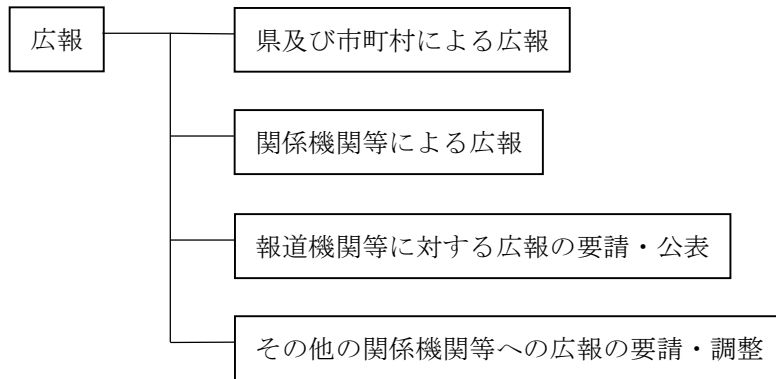 広報
県及び市町村による広報
関係機関等による広報
報道機関等に対する広報の要請・公表
その他の関係機関等への広報の要請・調整